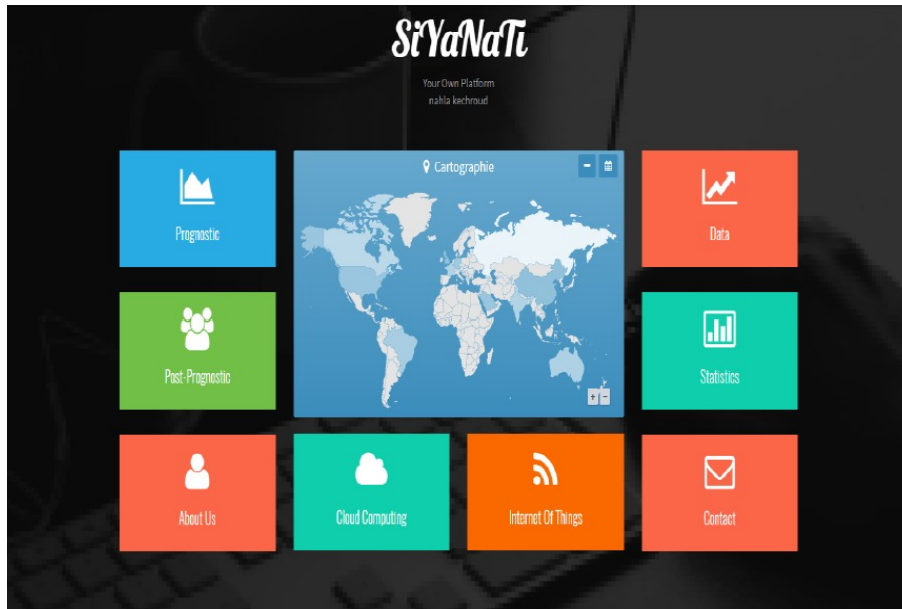 SiYaNaTi
Your Own Platform
nahla kechroud
Prognostic
Cartographie
Data
Post-Prognostic
Statistics
+ -
About Us
Cloud Computing
Internet Of Things
Contact